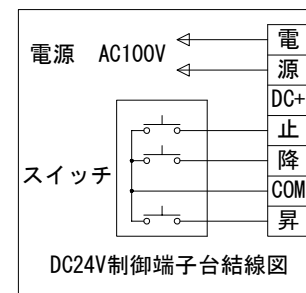 電源 AC100V
電
源
DC+
止
降
COM
昇
スイッチ
DC24V制御端子台結線図